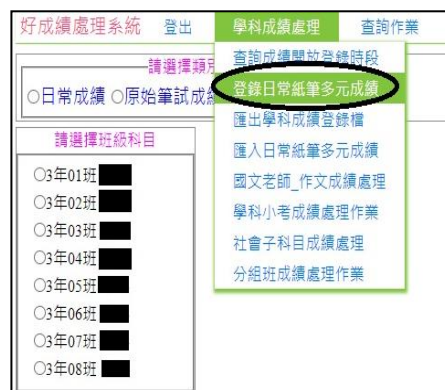 好成績處理系統 登出 學科成績處理 查詢作業
請選擇類別
○日常成績 ○原始筆試成績
查詢成績開放登錄時段
登錄日常紙筆多元成績
匯出學科成績登錄檔
匯入日常紙筆多元成績
國文老師_作文成績處理
學科小考成績處理作業
社會子科目成績處理
分組班成績處理作業
請選擇班級科目
○3年01班
○3年02班
○3年03班
○3年04班
○3年05班
○3年06班
○3年07班
○3年08班